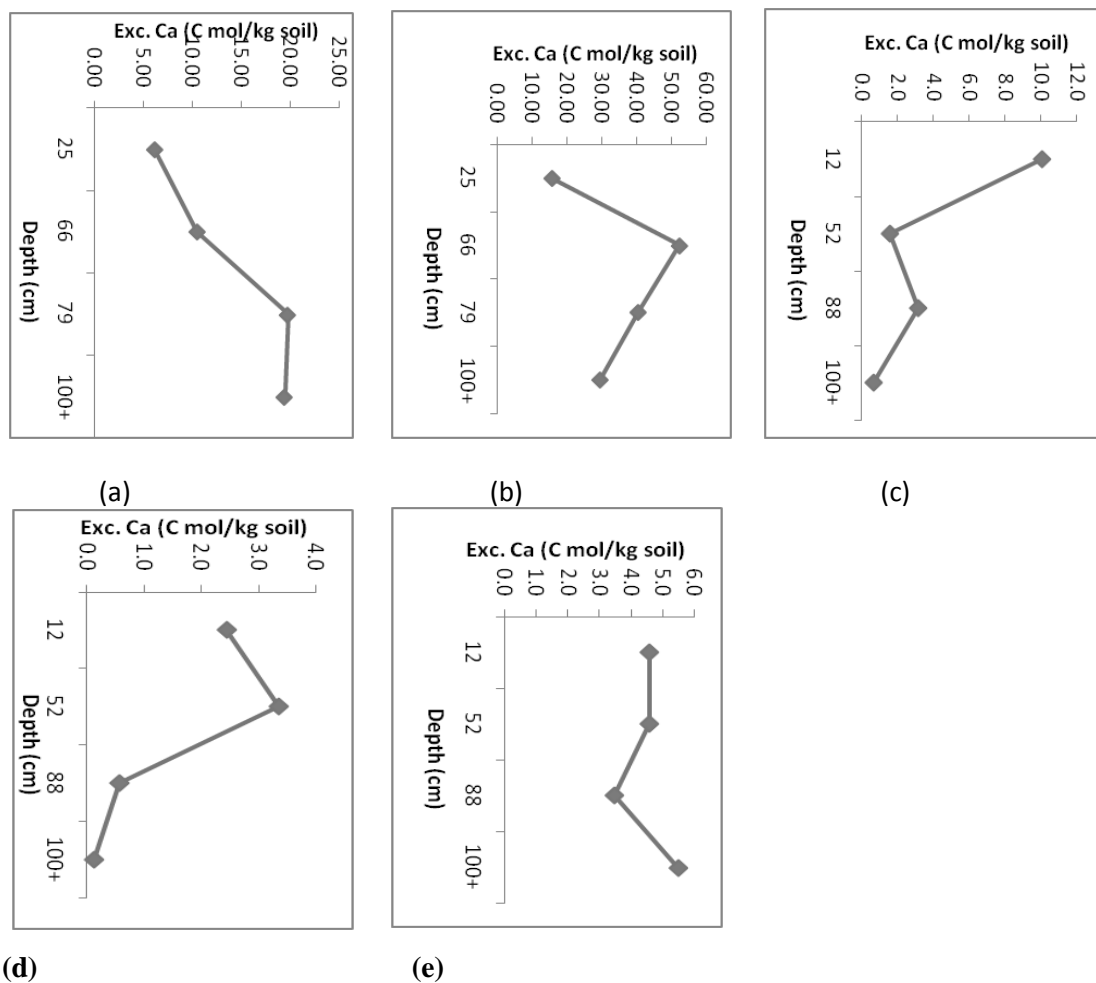 Exc. Ca (C mol/kg soil)
0.00 5.00 10.00 15.00 20.00 25.00
25
66
79
100+
Depth (cm)
(a)
Exc. Ca (C mol/kg soil)
0.00 10.00 20.00 30.00 40.00 50.00 60.00
25
66
79
100+
Depth (cm)
(b)
Exc. Ca (C mol/kg soil)
0.0 2.0 4.0 6.0 8.0 10.0 12.0
12
52
88
100+
Depth (cm)
(c)
Exc. Ca (C mol/kg soil)
0.0 1.0 2.0 3.0 4.0
12
52
88
100+
Depth (cm)
(d)
Exc. Ca (C mol/kg soil)
0.0 1.0 2.0 3.0 4.0 5.0 6.0
12
52
88
100+
Depth (cm)
(e)